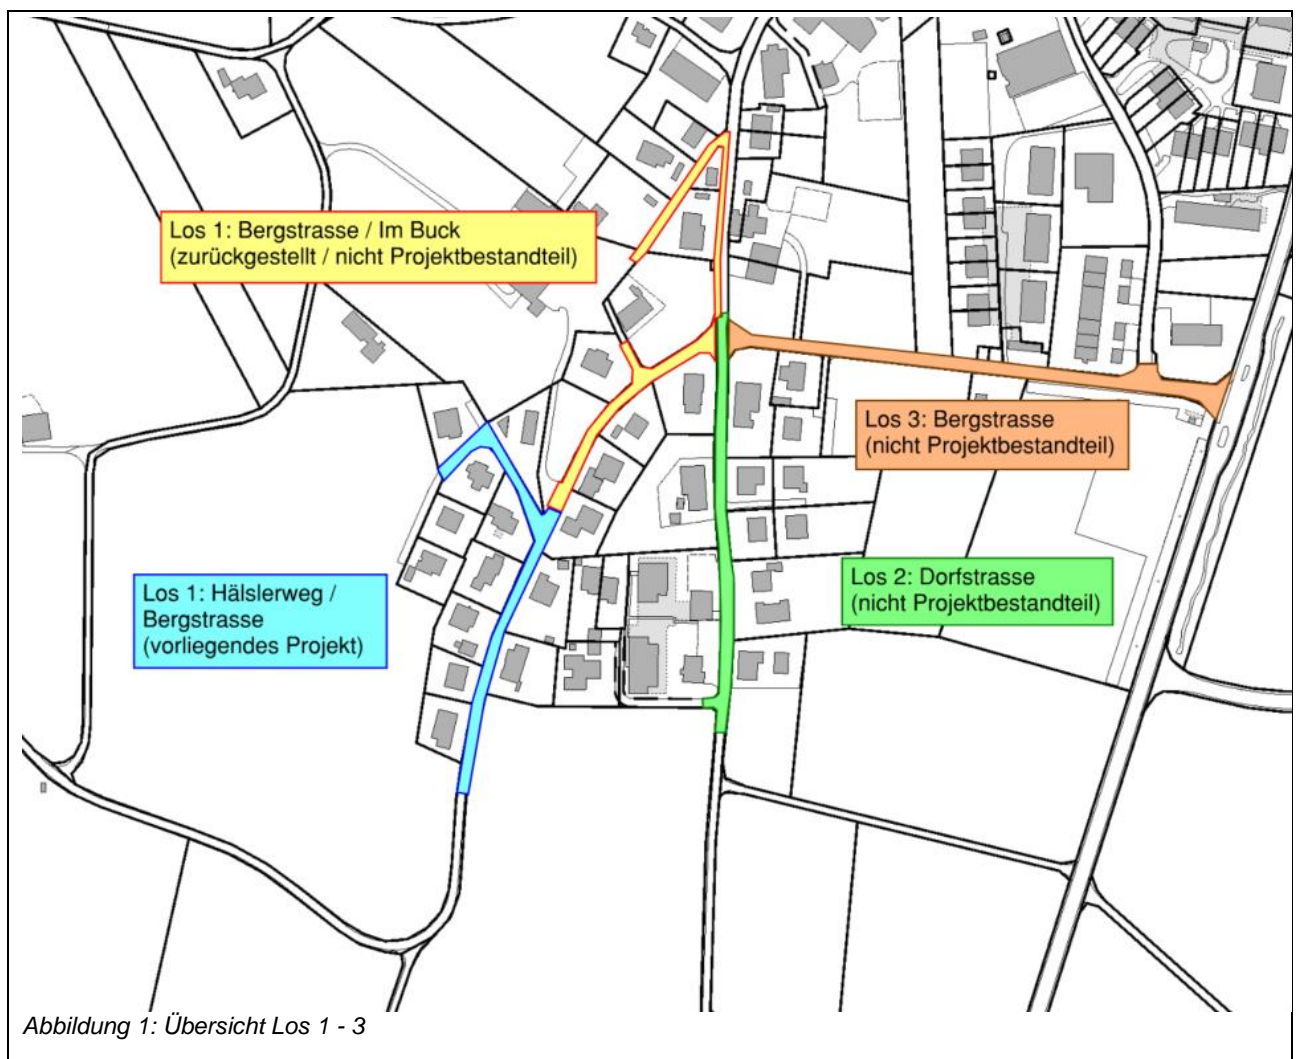 Los 1: Bergstrasse / Im Buck
(zurückgestellt / nicht Projektbestandteil)
Los 3: Bergstrasse
(nicht Projektbestandteil)
Los 1: Hälslerweg /
Bergstrasse
(vorliegendes Projekt)
Los 2: Dorfstrasse
(nicht Projektbestandteil)
Abbildung 1: Übersicht Los 1 - 3